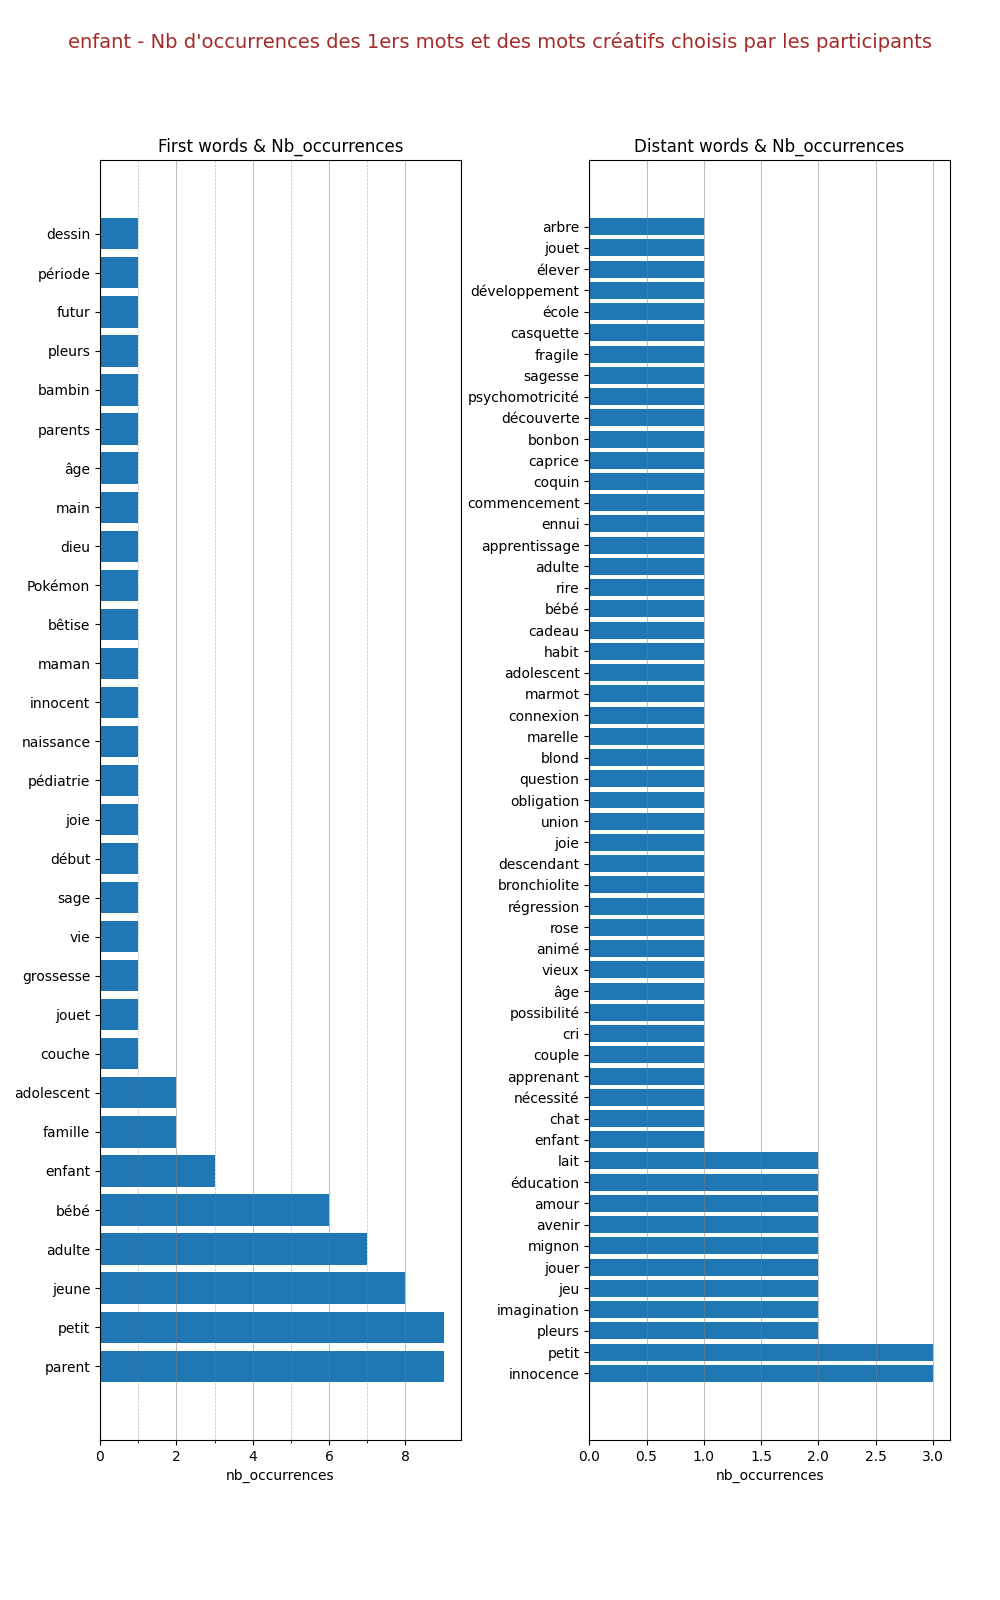 enfant - Nb d'occurrences des 1ers mots et des mots créatifs choisis par les participants
First words & Nb_occurrences
dessin
période
futur
pleurs
bambin
parents
âge
main
dieu
Pokémon
bêtise
maman
innocent
naissance
pédiatrie
joie
début
sage
vie
grossesse
jouet
couche
adolescent
famille
enfant
bébé
adulte
jeune
petit
parent
0 2 4 6 8
nb_occurrences
Distant words & Nb_occurrences
arbre
jouet
élever
développement
école
casquette
fragile
sagesse
psychomotricité
découverte
bonbon
caprice
coquin
commencement
ennui
apprentissage
adulte
rire
bébé
cadeau
habit
adolescent
marmot
connexion
marelle
blond
question
obligation
union
joie
descendant
bronchiolite
régression
rose
animé
vieux
âge
possibilité
cri
couple
apprenant
nécessité
chat
enfant
lait
éducation
amour
avenir
mignon
jouer
jeu
imagination
pleurs
petit
innocence
0.0 0.5 1.0 1.5 2.0 2.5 3.0
nb_occurrences